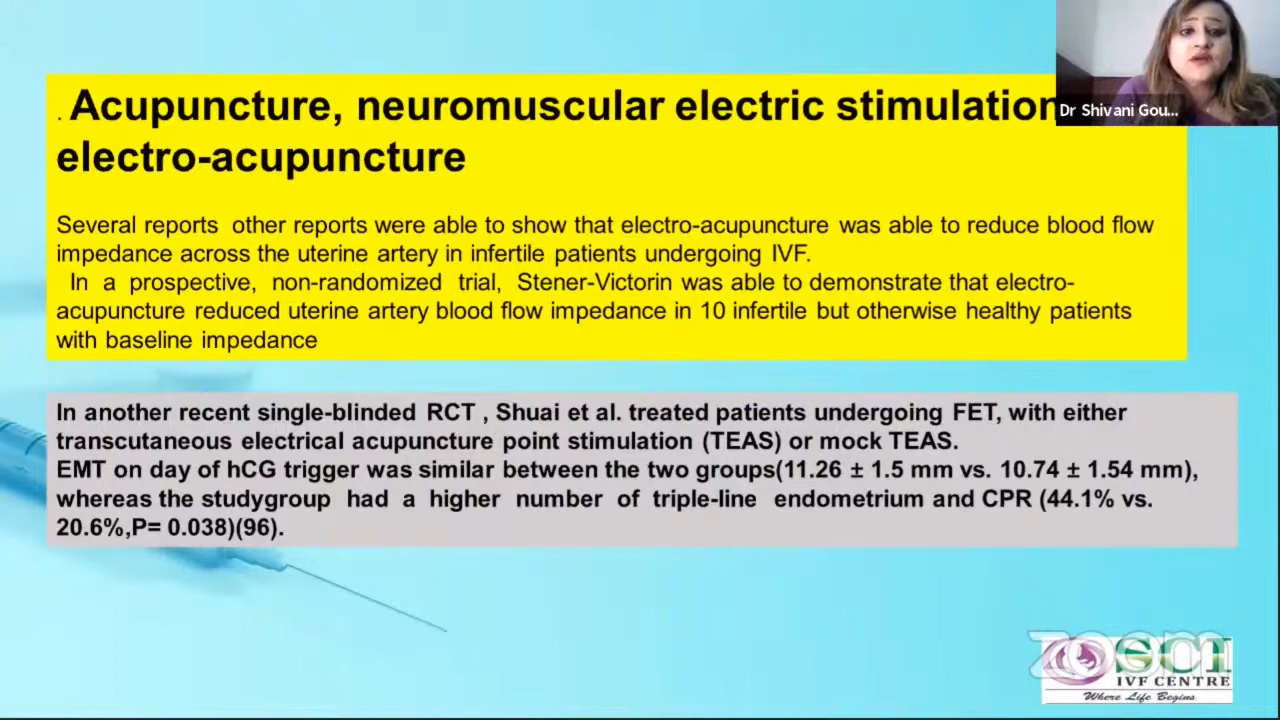 Dr Shivani Gou...
. Acupuncture, neuromuscular electric stimulation
electro-acupuncture
Several reports other reports were able to show that electro-acupuncture was able to reduce blood flow
impedance across the uterine artery in infertile patients undergoing IVF.
In a prospective, non-randomized trial, Stener-Victorin was able to demonstrate that electro-
acupuncture reduced uterine artery blood flow impedance in 10 infertile but otherwise healthy patients
with baseline impedance
In another recent single-blinded RCT , Shuai et al. treated patients undergoing FET, with either
transcutaneous electrical acupuncture point stimulation (TEAS) or mock TEAS.
EMT on day of hCG trigger was similar between the two groups(11.26 ± 1.5 mm vs. 10.74 ± 1.54 mm),
whereas the studygroup had a higher number of triple-line endometrium and CPR (44.1% vs.
20.6%,P= 0.038)(96).
zoom
SCI
IVF CENTRE
Where Life Begins